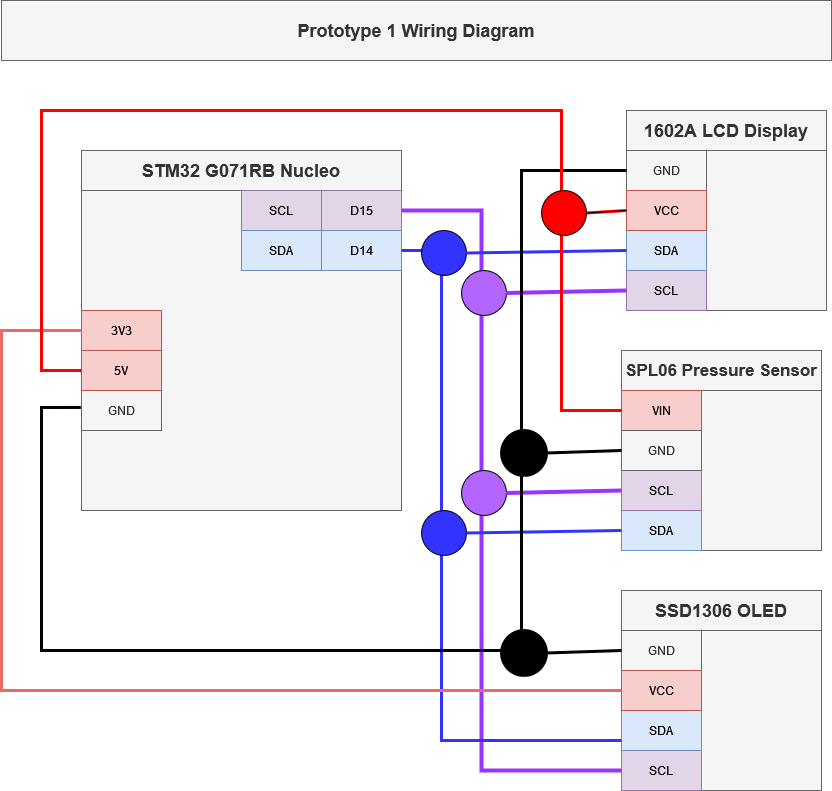 Prototype 1 Wiring Diagram
1602A LCD Display
GND
VCC
SDA
SCL
STM32 G071RB Nucleo
SCL D15
SDA D14
3V3
5V
GND
SPL06 Pressure Sensor
VIN
GND
SCL
SDA
SSD1306 OLED
GND
VCC
SDA
SCL